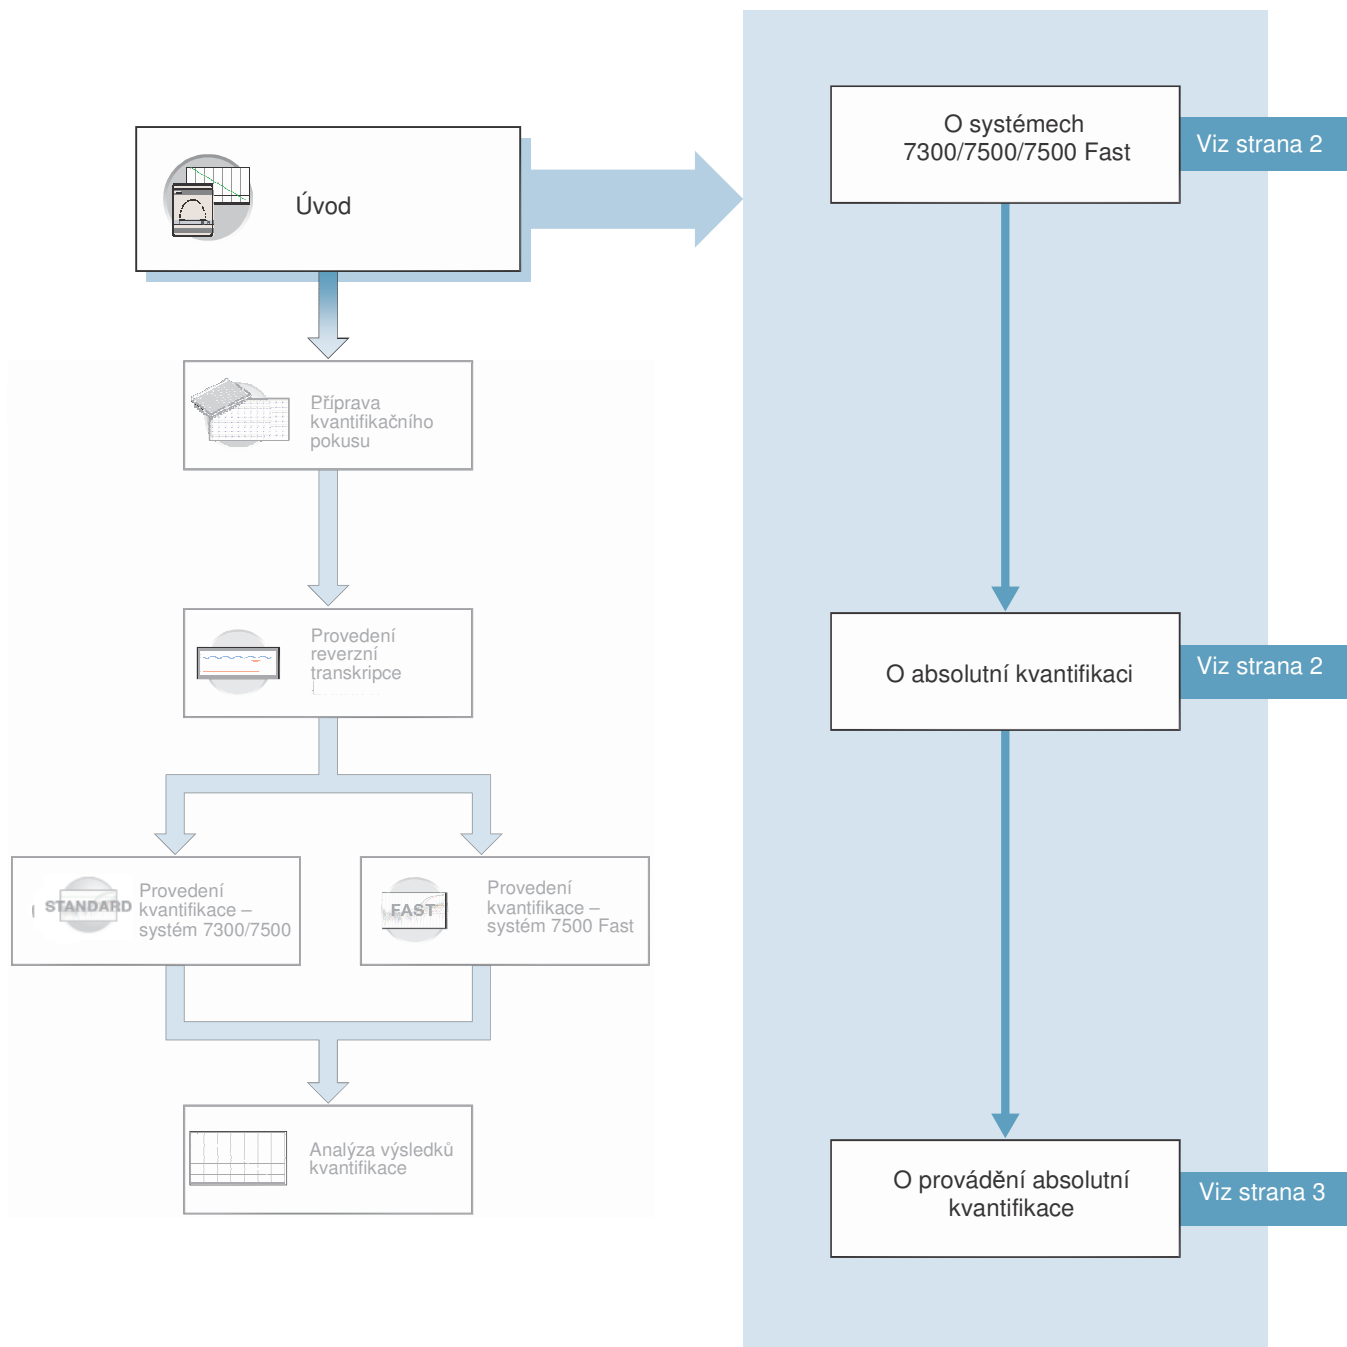 Úvod
Příprava
kvantifikačního
pokusu
Provedení
reverzní
transkripce
STANDARD
Provedení
kvantifikace –
systém 7300/7500
FAST
Provedení
kvantifikace –
systém 7500 Fast
Analýza výsledků
kvantifikace
O systémech
7300/7500/7500 Fast
Viz strana 2
O absolutní kvantifikaci
Viz strana 2
O provádění absolutní
kvantifikace
Viz strana 3